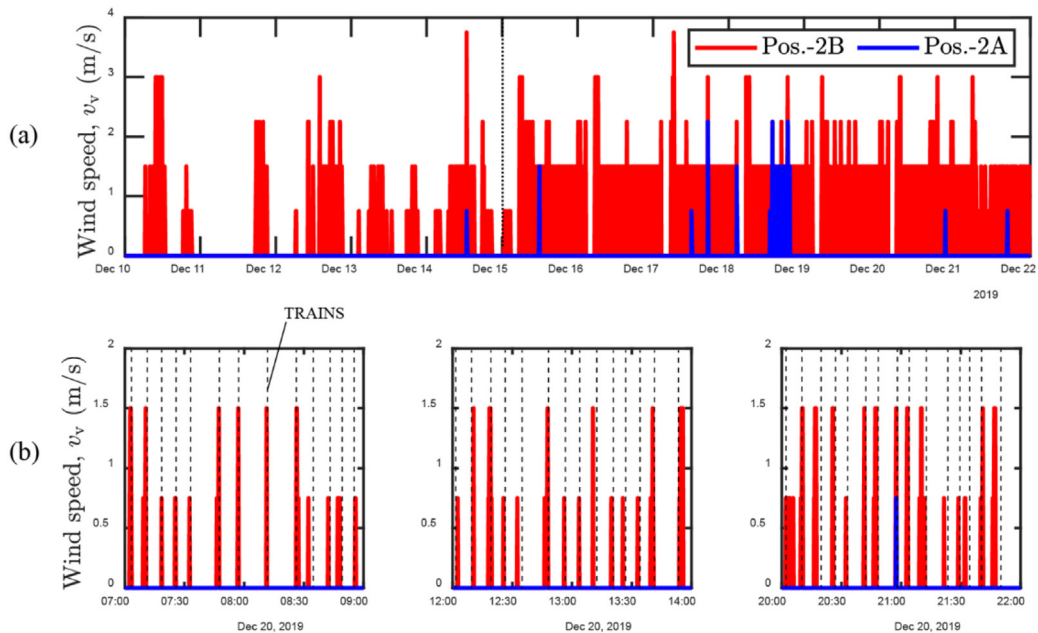 4
3
2
1
0
Wind speed, v_v (m/s)
(a)
Pos.-2B
Pos.-2A
Dec 10
Dec 11
Dec 12
Dec 13
Dec 14
Dec 15
Dec 16
Dec 17
Dec 18
Dec 19
Dec 20
Dec 21
Dec 22
2019
TRAINS
(b)
Wind speed, v_v (m/s)
2
1.5
1
0.5
0
07:00
07:30
08:00
08:30
09:00
Dec 20, 2019
2
1.5
1
0.5
0
12:00
12:30
13:00
13:30
14:00
Dec 20, 2019
2
1.5
1
0.5
0
20:00
20:30
21:00
21:30
22:00
Dec 20, 2019